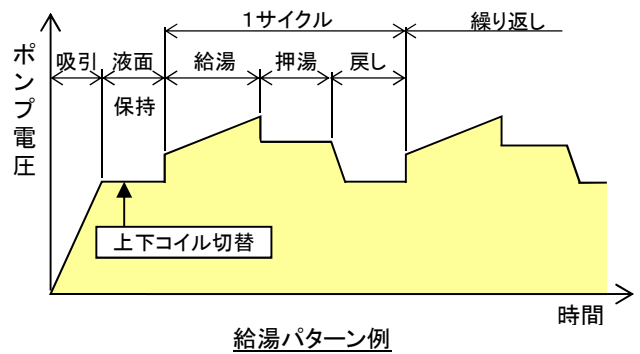 1サイクル
繰り返し
吸引
液面
保持
給湯
押湯
戻し
ポンプ電圧
上下コイル切替
時間
給湯パターン例